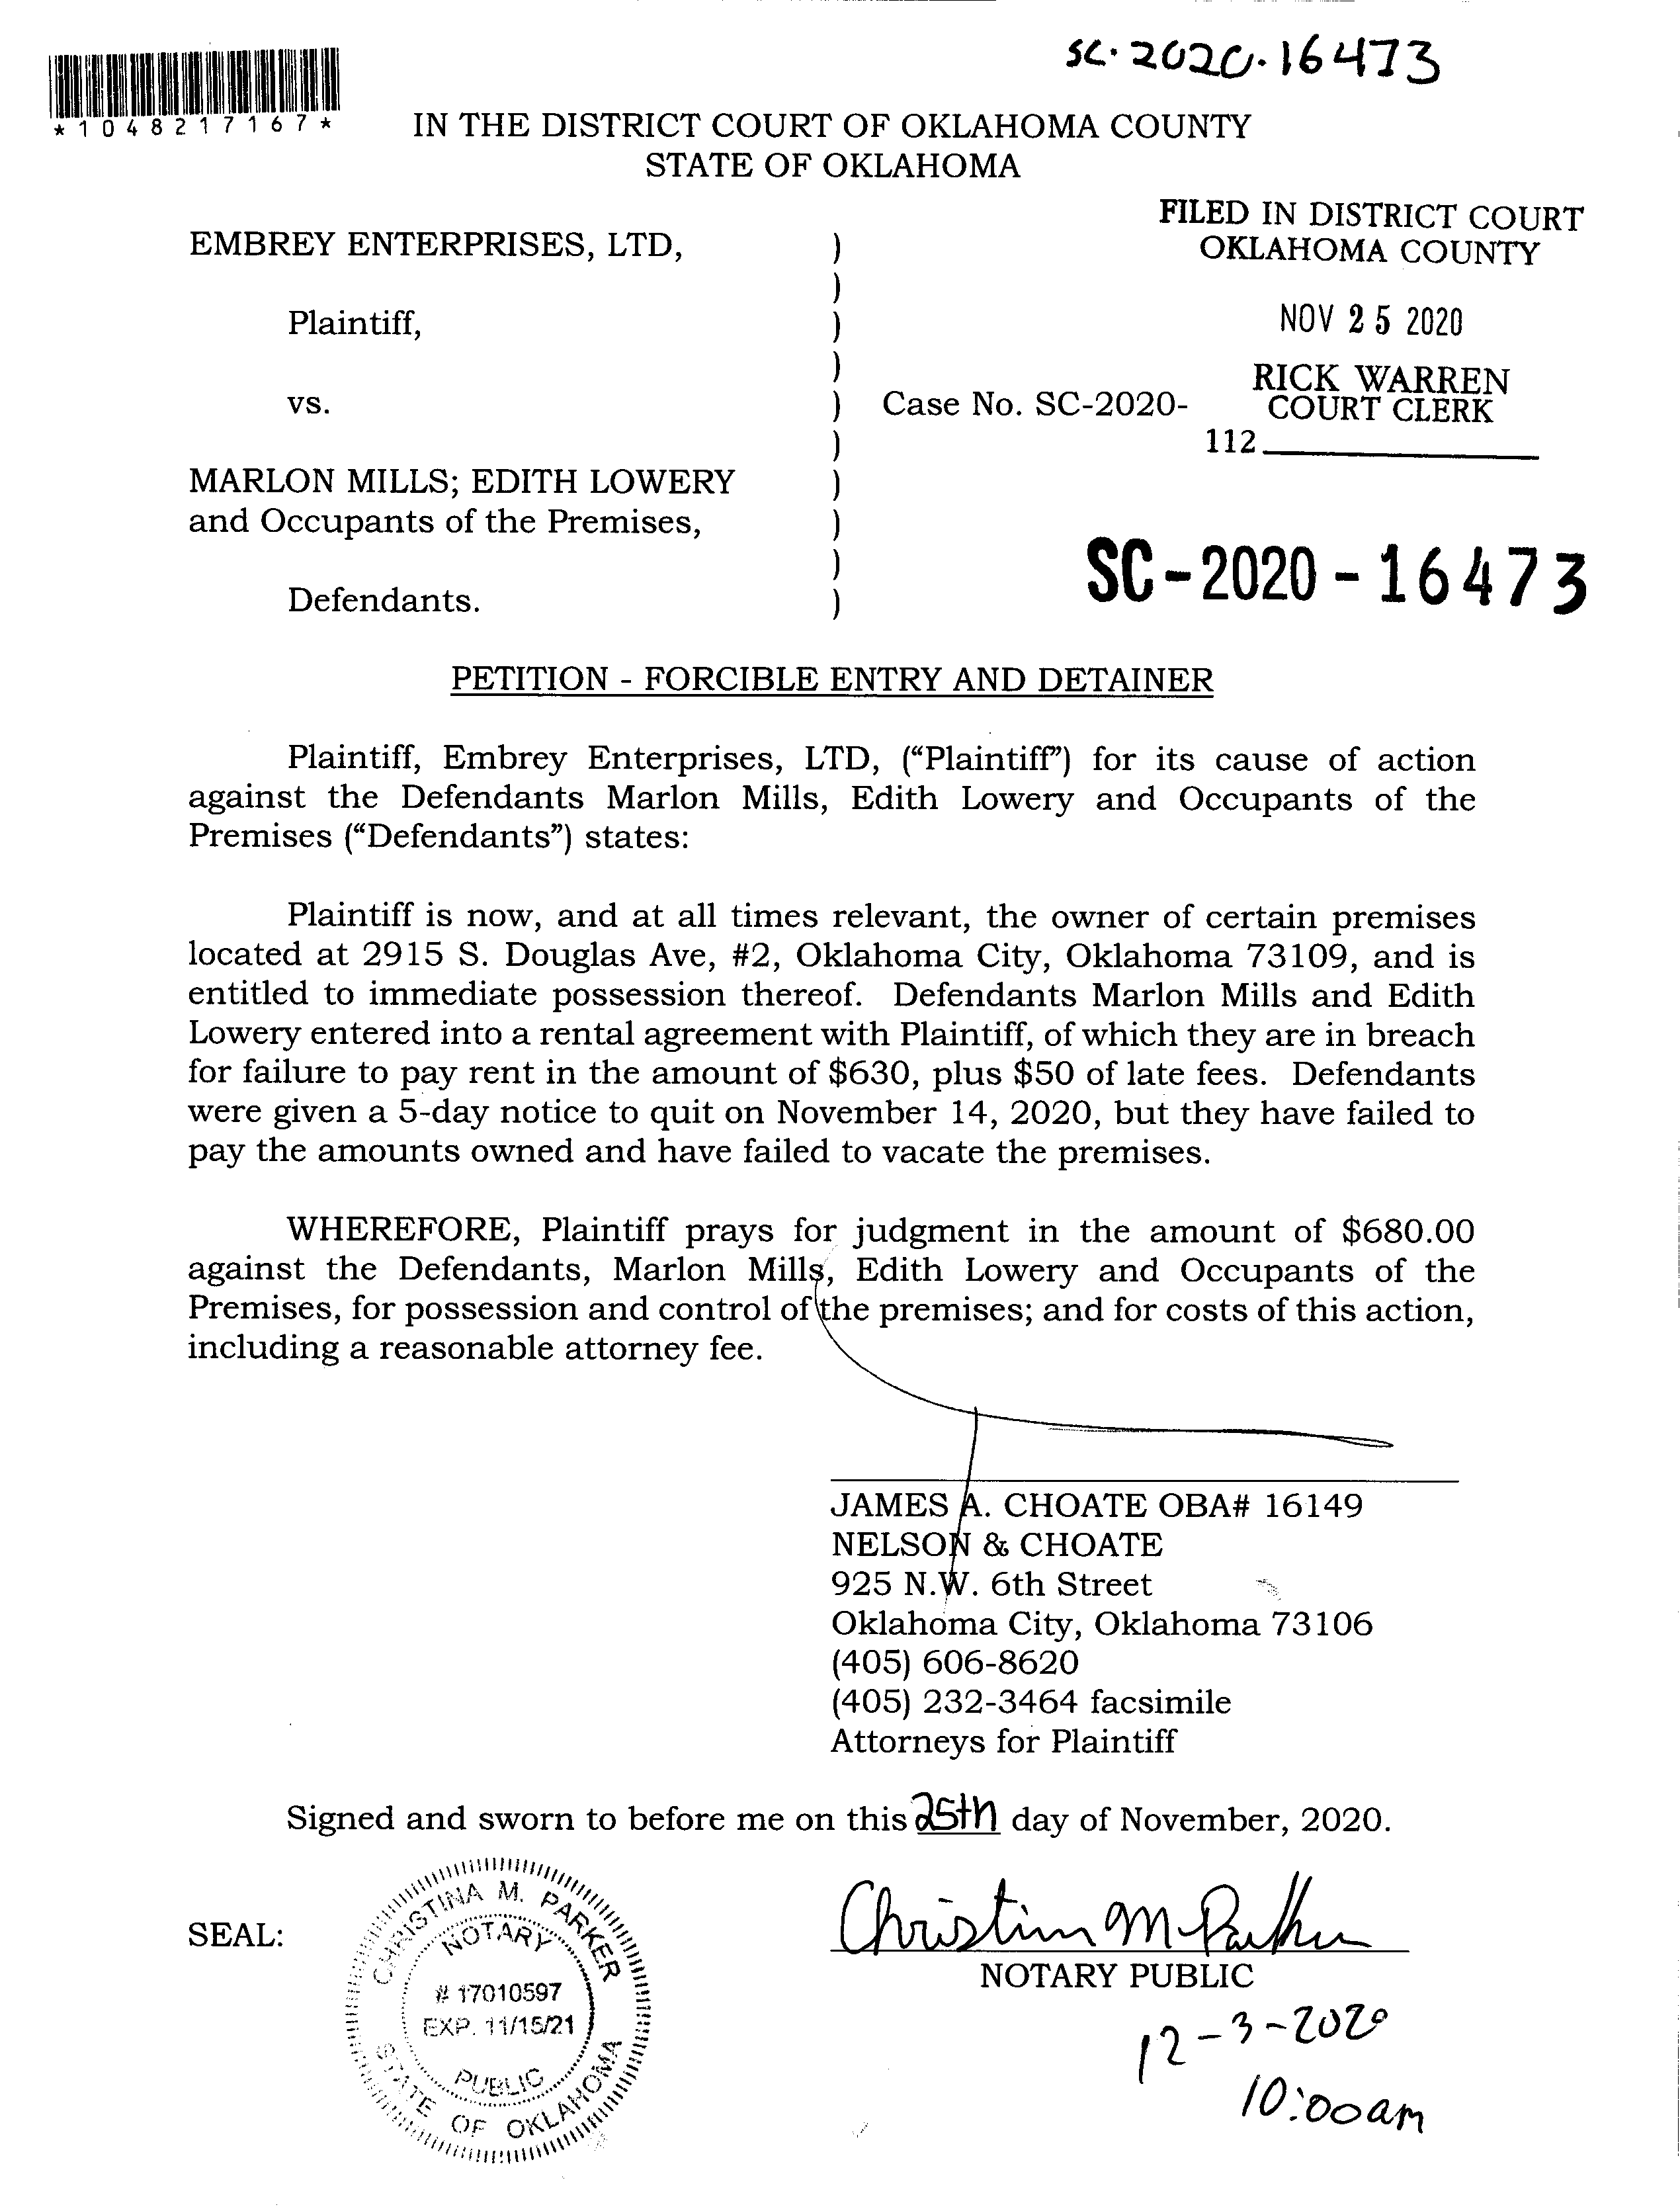 SC-2020-16473
*1048217167*
IN THE DISTRICT COURT OF OKLAHOMA COUNTY
STATE OF OKLAHOMA
FILED IN DISTRICT COURT
OKLAHOMA COUNTY
NOV 25 2020
RICK WARREN
COURT CLERK
112
EMBREY ENTERPRISES, LTD, )
)
Plaintiff, )
)
vs. ) Case No. SC-2020-
)
MARLON MILLS; EDITH LOWERY )
and Occupants of the Premises, )
)
Defendants. )
SC-2020-16473
PETITION - FORCIBLE ENTRY AND DETAINER
Plaintiff, Embrey Enterprises, LTD, (“Plaintiff”) for its cause of action
against the Defendants Marlon Mills, Edith Lowery and Occupants of the
Premises (“Defendants”) states:
Plaintiff is now, and at all times relevant, the owner of certain premises
located at 2915 S. Douglas Ave, #2, Oklahoma City, Oklahoma 73109, and is
entitled to immediate possession thereof. Defendants Marlon Mills and Edith
Lowery entered into a rental agreement with Plaintiff, of which they are in breach
for failure to pay rent in the amount of $630, plus $50 of late fees. Defendants
were given a 5-day notice to quit on November 14, 2020, but they have failed to
pay the amounts owned and have failed to vacate the premises.
WHEREFORE, Plaintiff prays for judgment in the amount of $680.00
against the Defendants, Marlon Mills, Edith Lowery and Occupants of the
Premises, for possession and control of the premises; and for costs of this action,
including a reasonable attorney fee.
JAMES A. CHOATE OBA# 16149
NELSON & CHOATE
925 N.W. 6th Street
Oklahoma City, Oklahoma 73106
(405) 606-8620
(405) 232-3464 facsimile
Attorneys for Plaintiff
Signed and sworn to before me on this 25th day of November, 2020.
SEAL:
CHRISTINA M. PARKER
NOTARY
# 17010597
EXP. 11/15/21
PUBLIC
STATE OF OKLAHOMA
Christina M Parker
NOTARY PUBLIC
12-3-2020
10:00am